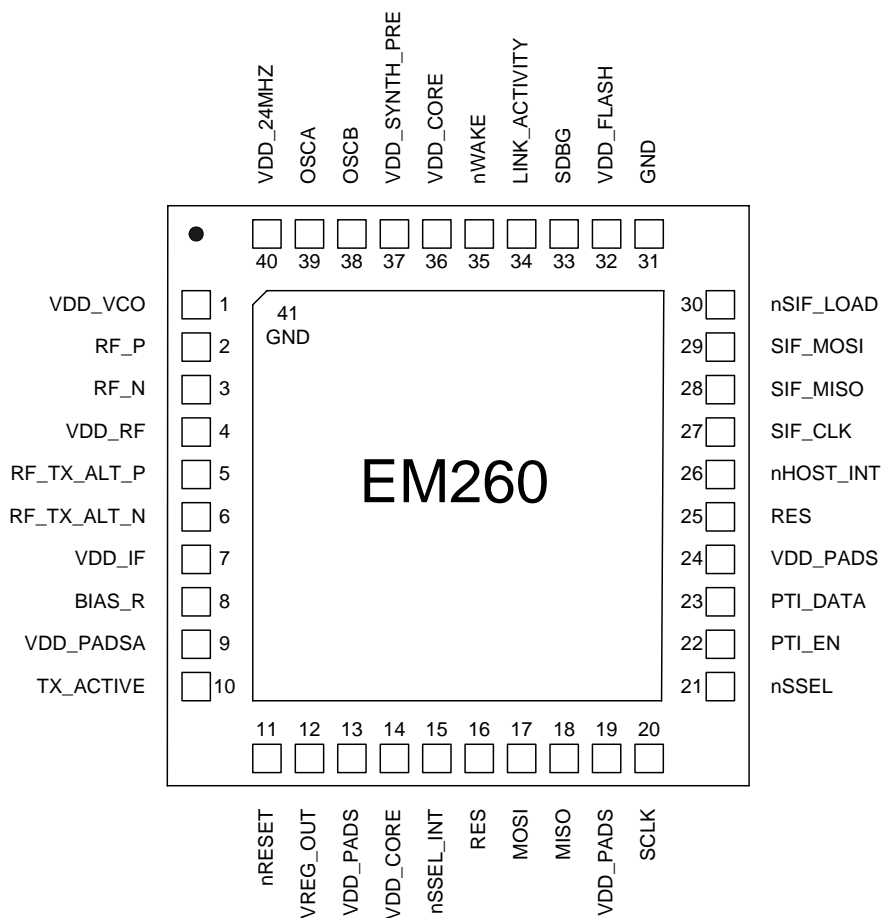 VDD_24MHZ
OSCA
OSCB
VDD_SYNTH_PRE
VDD_CORE
nWAKE
LINK_ACTIVITY
SDBG
VDD_FLASH
GND
40 39 38 37 36 35 34 33 32 31
VDD_VCO 1
RF_P 2
RF_N 3
VDD_RF 4
RF_TX_ALT_P 5
RF_TX_ALT_N 6
VDD_IF 7
BIAS_R 8
VDD_PADSA 9
TX_ACTIVE 10
41
GND
EM260
30 nSIF_LOAD
29 SIF_MOSI
28 SIF_MISO
27 SIF_CLK
26 nHOST_INT
25 RES
24 VDD_PADS
23 PTI_DATA
22 PTI_EN
21 nSSEL
11 12 13 14 15 16 17 18 19 20
nRESET
VREG_OUT
VDD_PADS
VDD_CORE
nSSEL_INT
RES
MOSI
MISO
VDD_PADS
SCLK